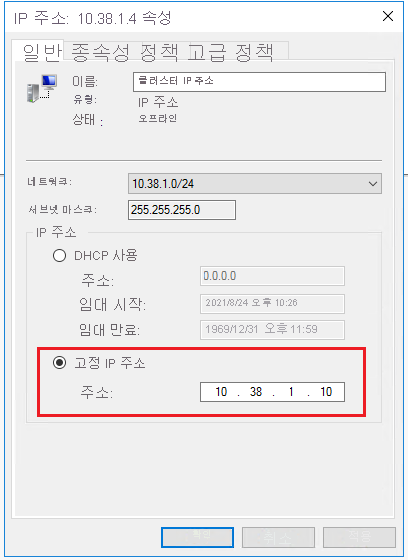 IP 주소: 10.38.1.4 속성
일반 종속성 정책 고급 정책
이름: 클러스터 IP 주소
유형: IP 주소
상태 : 오프라인
네트워크: 10.38.1.0/24
서브넷 마스크: 255.255.255.0
IP 주소
DHCP 사용
주소: 0.0.0.0
임대 시작: 2021/8/24 오후 10:26
임대 만료: 1969/12/31 오후 11:59
고정 IP 주소
주소: 10 . 38 . 1 . 10
취소